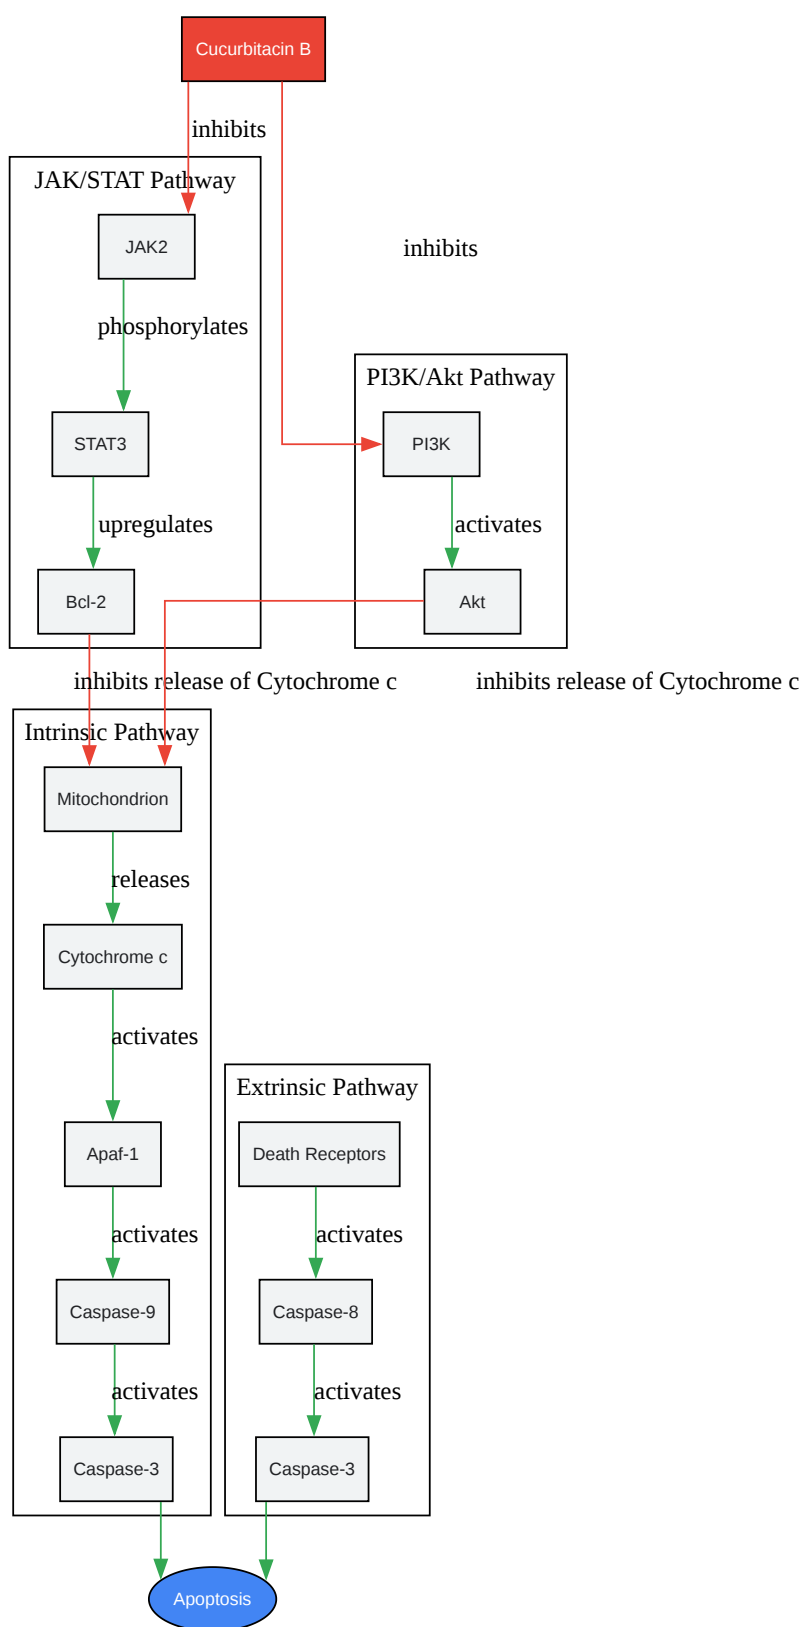 Cucurbitacin B
inhibits
JAK/STAT Pathway
JAK2
inhibits
phosphorylates
PI3K/Akt Pathway
STAT3
PI3K
upregulates
activates
Bcl-2
Akt
inhibits release of Cytochrome c
inhibits release of Cytochrome c
Intrinsic Pathway
Mitochondrion
releases
Cytochrome c
activates
Extrinsic Pathway
Apaf-1
Death Receptors
activates
activates
Caspase-9
Caspase-8
activates
activates
Caspase-3
Caspase-3
Apoptosis